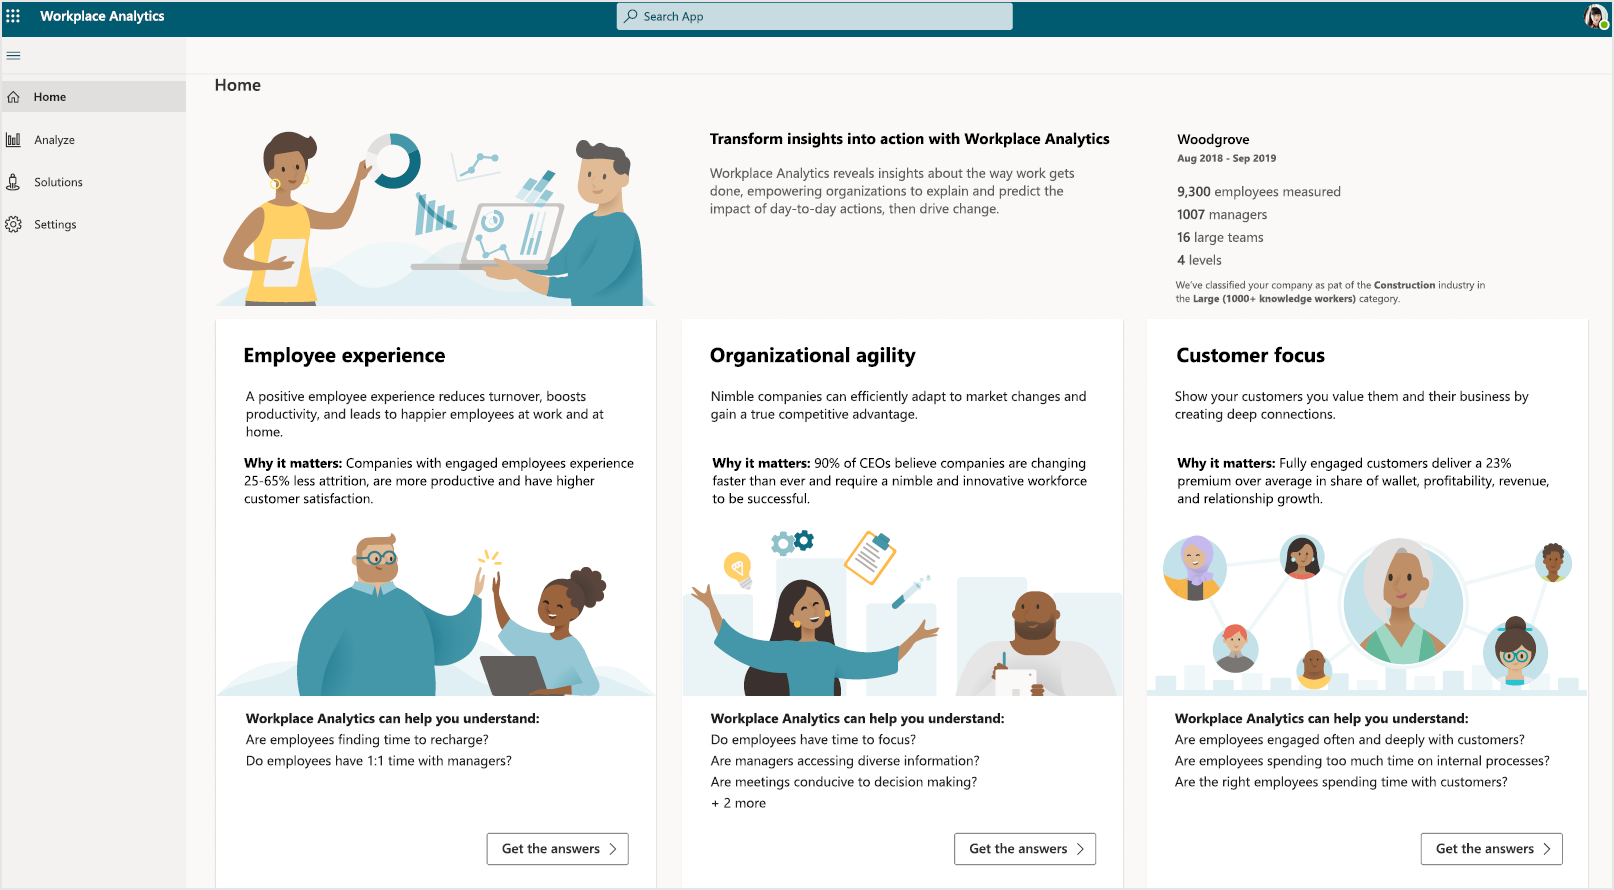 Workplace Analytics
Search App
Home
Analyze
Solutions
Settings
Home
Transform insights into action with Workplace Analytics
Workplace Analytics reveals insights about the way work gets
done, empowering organizations to explain and predict the
impact of day-to-day actions, then drive change.
Woodgrove
Aug 2018 - Sep 2019
9,300 employees measured
1007 managers
16 large teams
4 levels
We've classified your company as pat of the Construction industry in
the Large (1000+ knowledge workers) category.
Employee experience
A positive employee experience reduces turnover, boosts
productivity, and leads to happier employees at work and at
home.
Why it matters: Companies with engaged employees experience
25-65% less attrition, are more productive and have higher
customer satisfaction.
Workplace Analytics can help you understand:
Are employees finding time to recharge?
Do employees have 1:1 time with managers?
Get the answers
Organizational agility
Nimble companies can efficiently adapt to market changes and
gain a true competitive advantage.
Why it matters: 90% of CEOs believe companies are changing
faster than ever and require a nimble and innovative workforce
to be successful.
Workplace Analytics can help you understand:
Do employees have time to focus?
Are managers accessing diverse information?
Are meetings conducive to decision making?
+ 2 more
Get the answers
Customer focus
Show your customers you value them and their business by
creating deep connections.
Why it matters: Fully engaged customers deliver a 23%
premium over average in share of wallet, profitability, revenue,
and relationship growth.
Workplace Analytics can help you understand:
Are employees engaged often and deeply with customers?
Are employees spending too much time on internal processes?
Are the right employees spending time with customers?
Get the answers